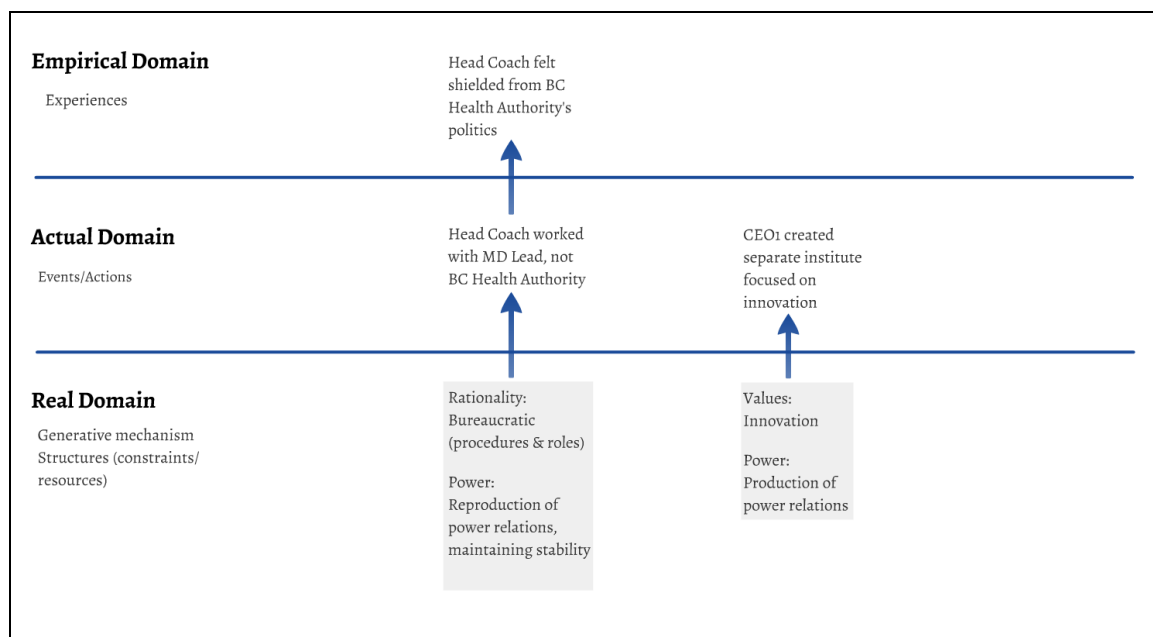 Empirical Domain
Experiences
Head Coach felt
shielded from BC
Health Authority's
politics
Actual Domain
Events/Actions
Head Coach worked
with MD Lead, not
BC Health Authority
CEO1 created
separate institute
focused on
innovation
Real Domain
Generative mechanism
Structures (constraints/
resources)
Rationality:
Bureaucratic
(procedures & roles)
Power:
Reproduction of
power relations,
maintaining stability
Values:
Innovation
Power:
Production of
power relations